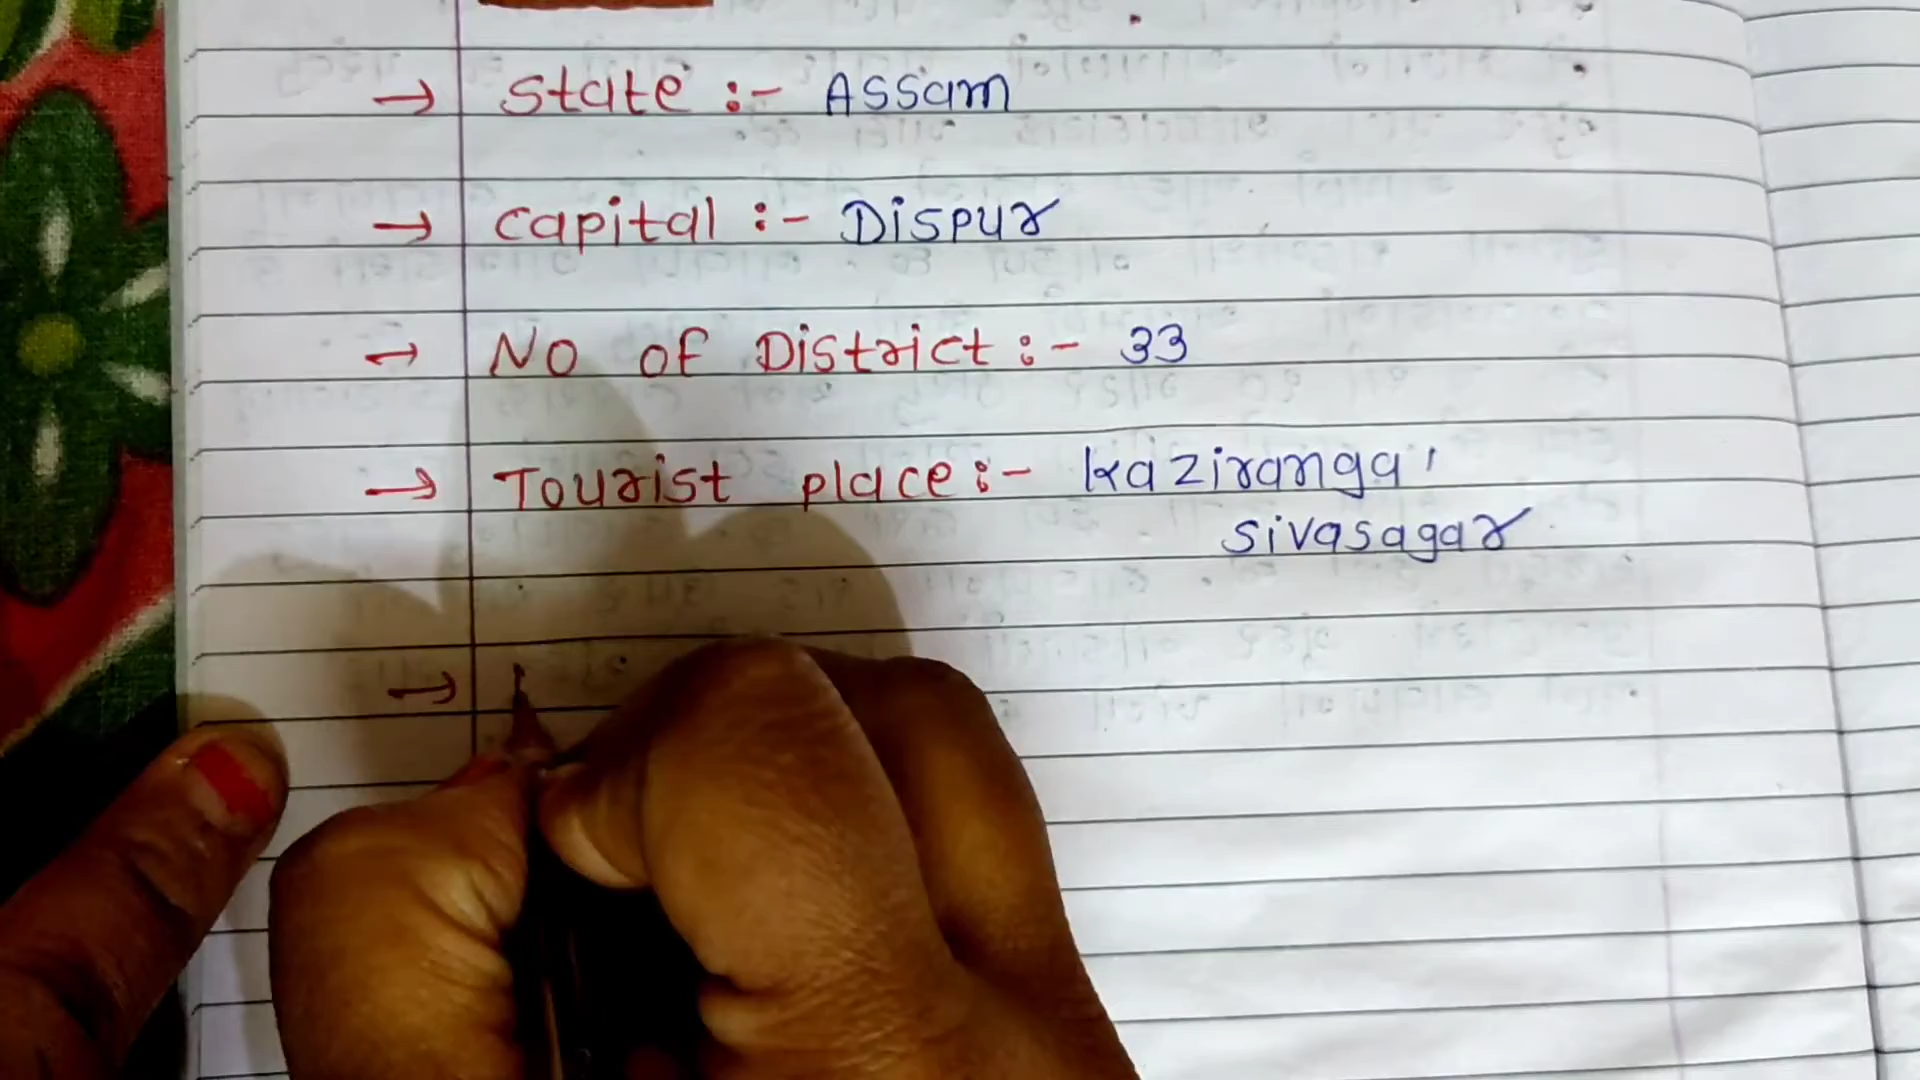 → State :- Assam
→ Capital :- Dispur
→ No of District :- 33
→ Tourist place :- kaziranga,
sivasagar
→